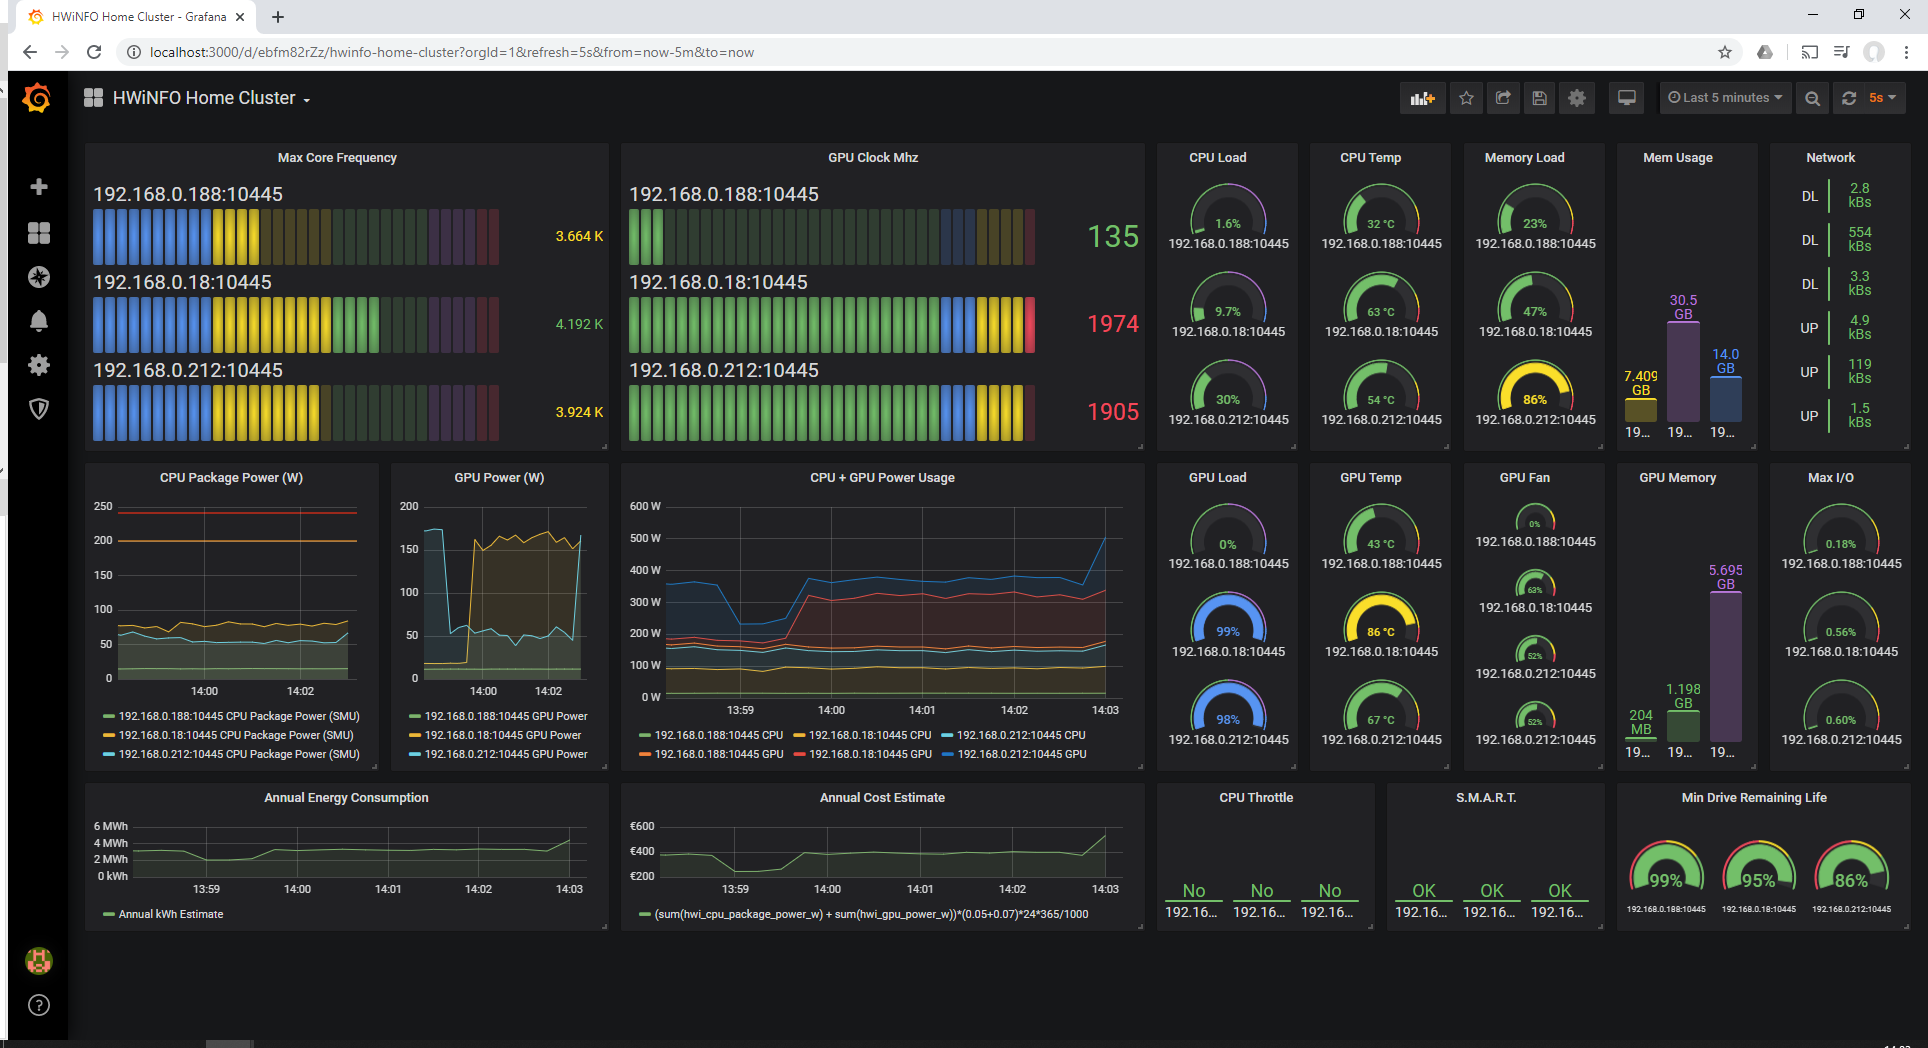 HWiNFO Home Cluster - Grafana
localhost:3000/d/ebfm82rZz/hwinfo-home-cluster?orgId=1&refresh=5s&from=now-5m&to=now
HWiNFO Home Cluster
Last 5 minutes
5s
Max Core Frequency
192.168.0.188:10445
3.664 K
192.168.0.18:10445
4.192 K
192.168.0.212:10445
3.924 K
GPU Clock Mhz
192.168.0.188:10445
135
192.168.0.18:10445
1974
192.168.0.212:10445
1905
CPU Load
1.6%
192.168.0.188:10445
9.7%
192.168.0.18:10445
30%
192.168.0.212:10445
CPU Temp
32 °C
192.168.0.188:10445
63 °C
192.168.0.18:10445
54 °C
192.168.0.212:10445
Memory Load
23%
192.168.0.188:10445
47%
192.168.0.18:10445
86%
192.168.0.212:10445
Mem Usage
7.409 GB
30.5 GB
14.0 GB
19... 19... 19...
Network
DL 2.8 kBs
DL 554 kBs
DL 3.3 kBs
UP 4.9 kBs
UP 119 kBs
UP 1.5 kBs
CPU Package Power (W)
250
200
150
100
50
0
14:00 14:02
192.168.0.188:10445 CPU Package Power (SMU)
192.168.0.18:10445 CPU Package Power (SMU)
192.168.0.212:10445 CPU Package Power (SMU)
GPU Power (W)
200
150
100
50
0
14:00 14:02
192.168.0.188:10445 GPU Power
192.168.0.18:10445 GPU Power
192.168.0.212:10445 GPU Power
CPU + GPU Power Usage
600 W
500 W
400 W
300 W
200 W
100 W
0 W
13:59 14:00 14:01 14:02 14:03
192.168.0.188:10445 CPU 192.168.0.18:10445 CPU 192.168.0.212:10445 CPU
192.168.0.188:10445 GPU 192.168.0.18:10445 GPU 192.168.0.212:10445 GPU
GPU Load
0%
192.168.0.188:10445
99%
192.168.0.18:10445
98%
192.168.0.212:10445
GPU Temp
43 °C
192.168.0.188:10445
86 °C
192.168.0.18:10445
67 °C
192.168.0.212:10445
GPU Fan
0%
192.168.0.188:10445
63%
192.168.0.18:10445
52%
192.168.0.212:10445
52%
192.168.0.212:10445
GPU Memory
204 MB
1.198 GB
5.695 GB
19... 19... 19...
Max I/O
0.18%
192.168.0.188:10445
0.56%
192.168.0.18:10445
0.60%
192.168.0.212:10445
Annual Energy Consumption
6 MWh
4 MWh
2 MWh
0 kWh
13:59 14:00 14:01 14:02 14:03
Annual kWh Estimate
Annual Cost Estimate
€600
€400
€200
13:59 14:00 14:01 14:02 14:03
(sum(hwi_cpu_package_power_w) + sum(hwi_gpu_power_w))*(0.05+0.07)*24*365/1000
CPU Throttle
No No No
192.16... 192.16... 192.16...
S.M.A.R.T.
OK OK OK
192.16... 192.16... 192.16...
Min Drive Remaining Life
99% 95% 86%
192.168.0.188:10445 192.168.0.18:10445 192.168.0.212:10445